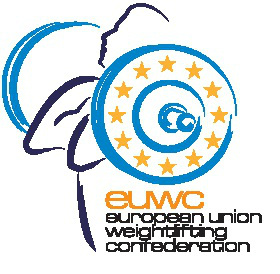 euwc
european union
weightlifting
confederation